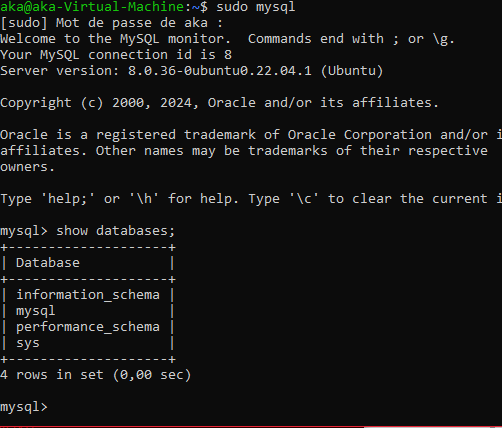 aka@aka-Virtual-Machine:~$ sudo mysql
[sudo] Mot de passe de aka :
Welcome to the MySQL monitor.  Commands end with ; or \g.
Your MySQL connection id is 8
Server version: 8.0.36-0ubuntu0.22.04.1 (Ubuntu)
Copyright (c) 2000, 2024, Oracle and/or its affiliates.
Oracle is a registered trademark of Oracle Corporation and/or i
affiliates. Other names may be trademarks of their respective
owners.
Type 'help;' or '\h' for help. Type '\c' to clear the current i
mysql> show databases;
+--------------------+
| Database           |
+--------------------+
| information_schema |
| mysql              |
| performance_schema |
| sys                |
+--------------------+
4 rows in set (0,00 sec)
mysql>